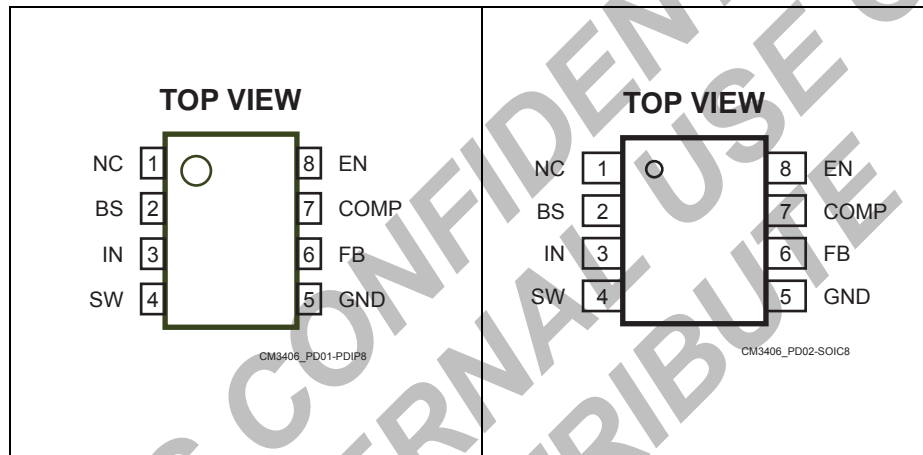 TOP VIEW
NC 1 8 EN
BS 2 7 COMP
IN 3 6 FB
SW 4 5 GND
CM3406_PD01-PDIP8
TOP VIEW
NC 1 8 EN
BS 2 7 COMP
IN 3 6 FB
SW 4 5 GND
CM3406_PD02-SOIC8